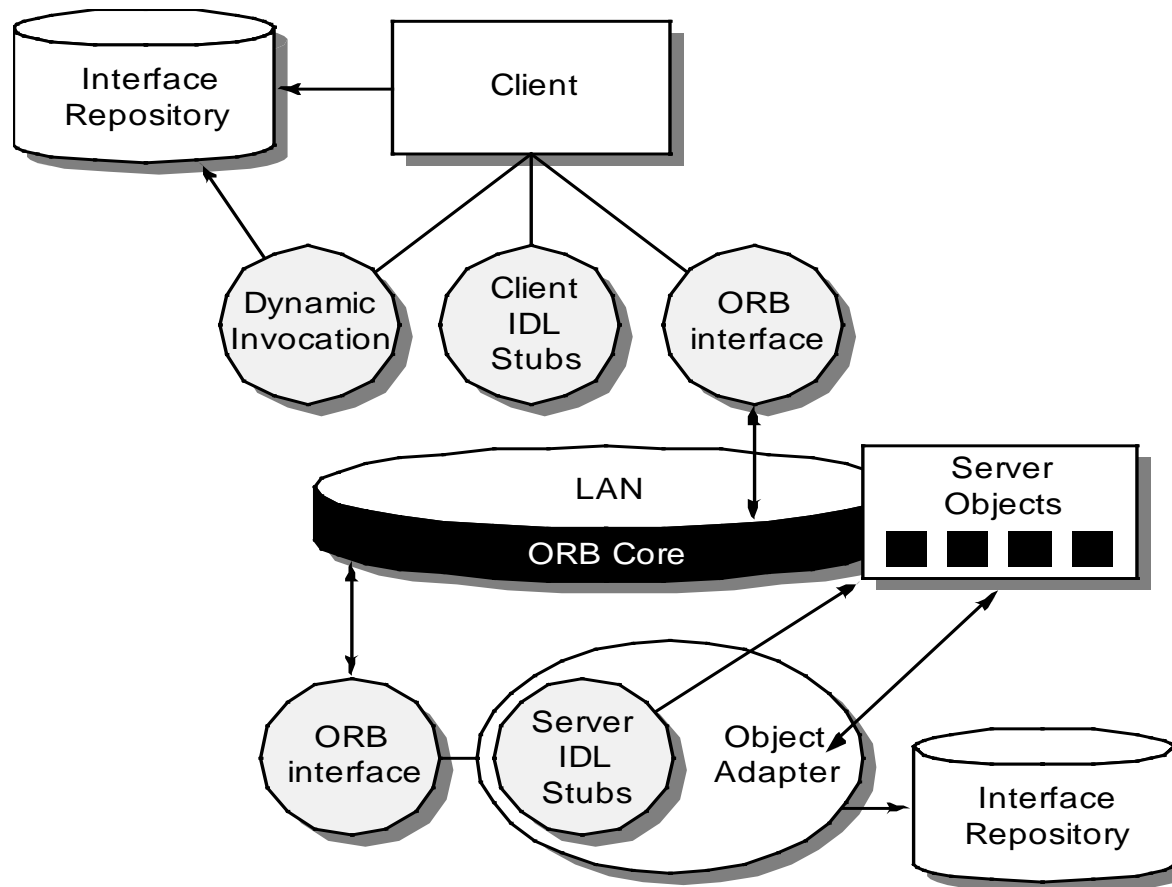 Interface
Repository
Client
Dynamic
Invocation
Client
IDL
Stubs
ORB
interface
LAN
ORB Core
Server
Objects
ORB
interface
Server
IDL
Stubs
Object
Adapter
Interface
Repository